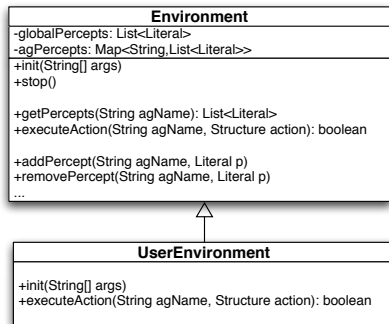 Environment
-globalPercepts: List<Literal>
-agPercepts: Map<String,List<Literal>>
+init(String[] args)
+stop()
+getPercepts(String agName): List<Literal>
+executeAction(String agName, Structure action): boolean
+addPercept(String agName, Literal p)
+removePercept(String agName, Literal p)
...
UserEnvironment
+init(String[] args)
+executeAction(String agName, Structure action): boolean